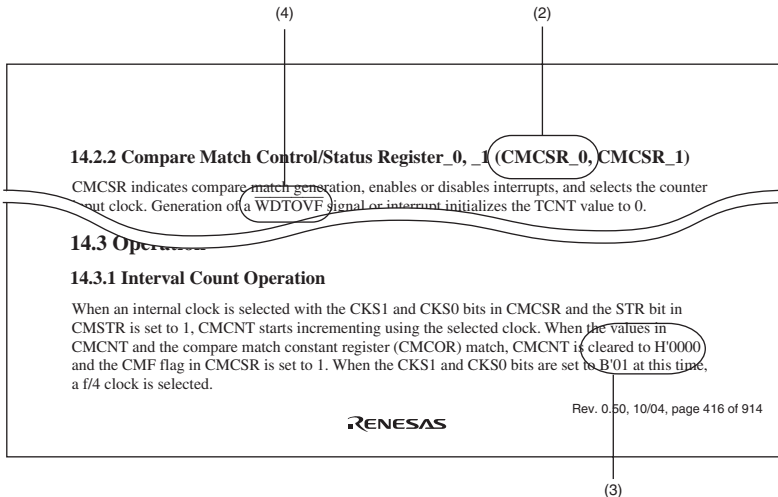 (4) (2)
14.2.2 Compare Match Control/Status Register_0, _1 (CMCSR_0, CMCSR_1)
CMCSR indicates compare match generation, enables or disables interrupts, and selects the counter
input clock. Generation of a WDTOVF signal or interrupt initializes the TCNT value to 0.
14.3 Operation
14.3.1 Interval Count Operation
When an internal clock is selected with the CKS1 and CKS0 bits in CMCSR and the STR bit in
CMSTR is set to 1, CMCNT starts incrementing using the selected clock. When the values in
CMCNT and the compare match constant register (CMCOR) match, CMCNT is cleared to H'0000
and the CMF flag in CMCSR is set to 1. When the CKS1 and CKS0 bits are set to B'01 at this time,
a f/4 clock is selected.
Rev. 0.50, 10/04, page 416 of 914
RENESAS
(3)